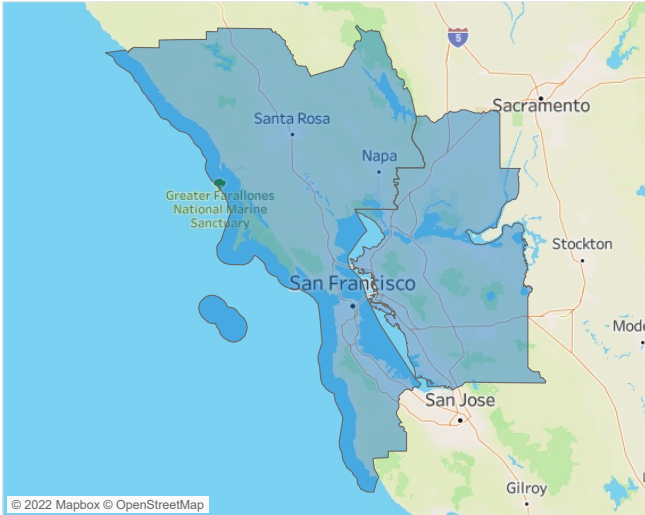 5
Sacramento
Santa Rosa
Napa
Greater Farallones
National Marine
Sanctuary
Stockton
San Francisco
Mode
San Jose
Gilroy
© 2022 Mapbox © OpenStreetMap